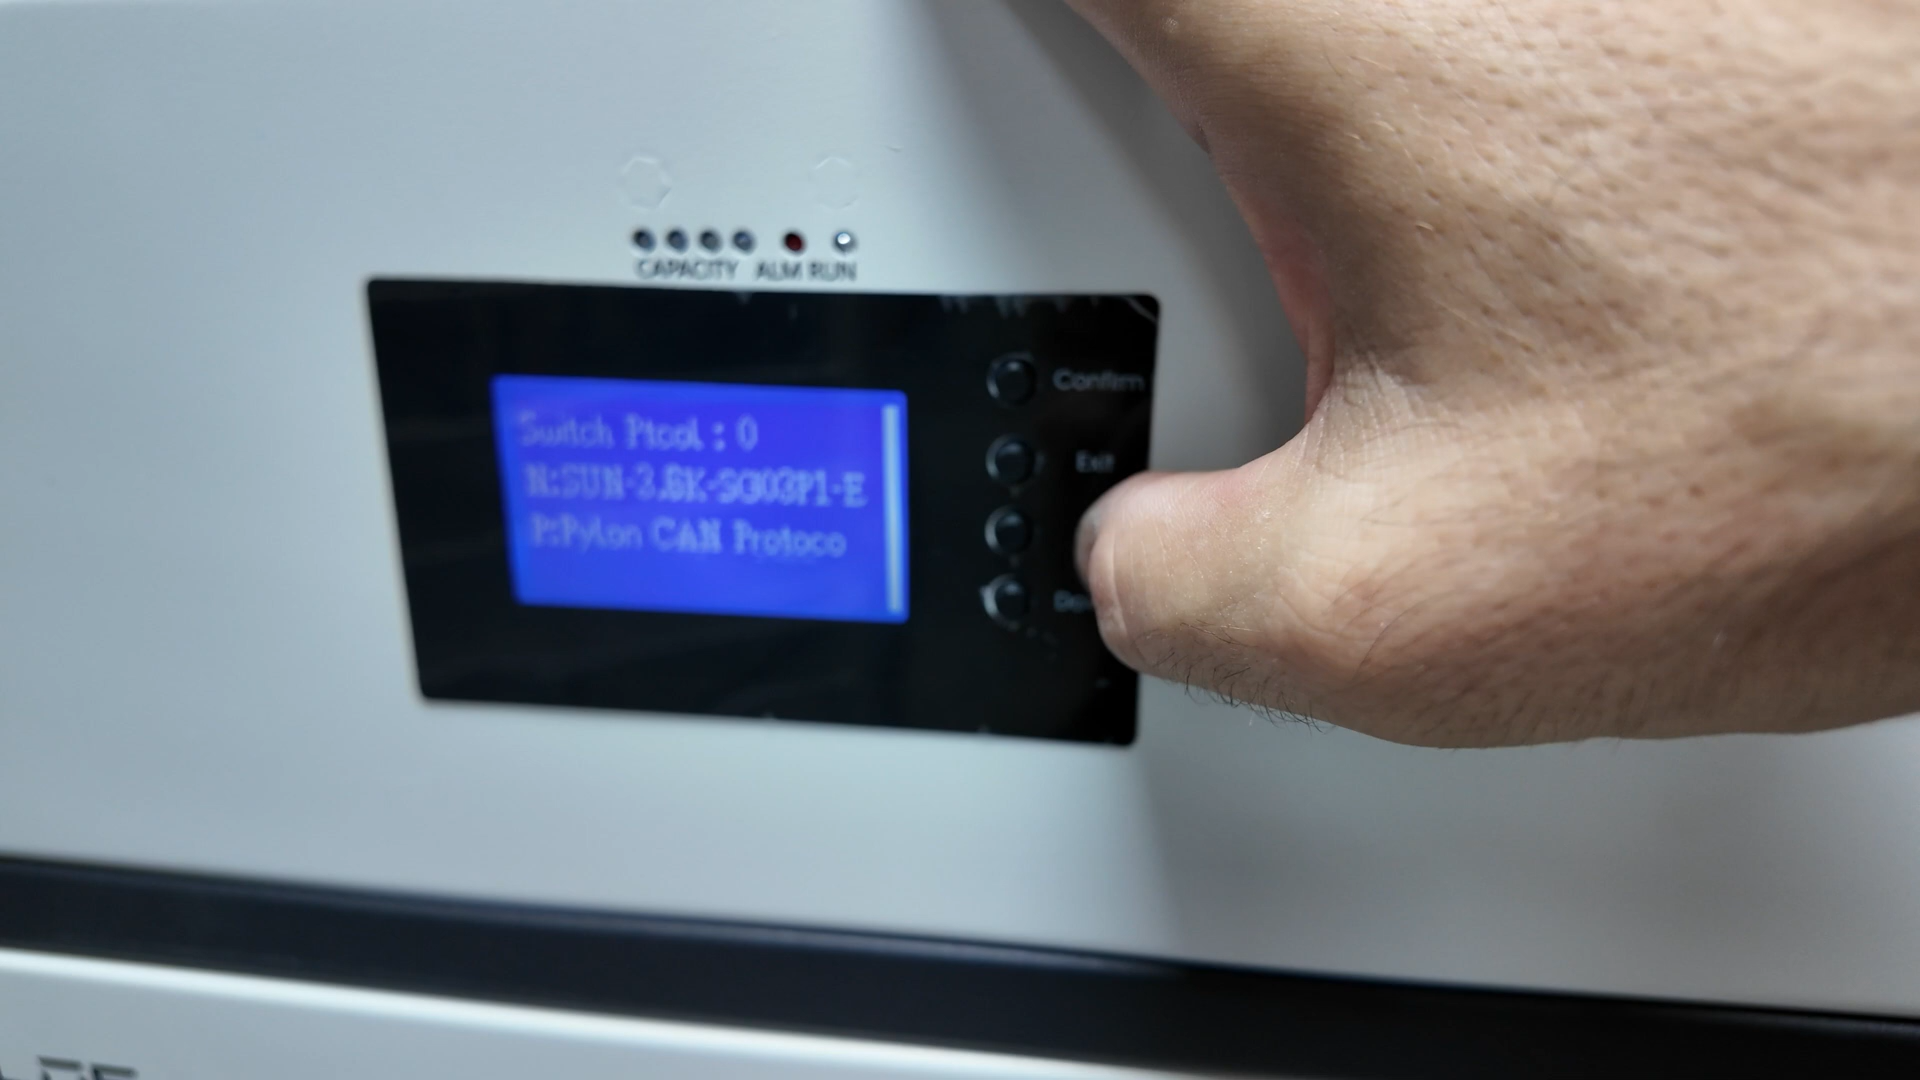 CAPACITY ALM RUN
Switch Ptcol : 0
N:SUN-3.6K-SG03P1-E
P:Pylon CAN Protoco
Confirm
Exit